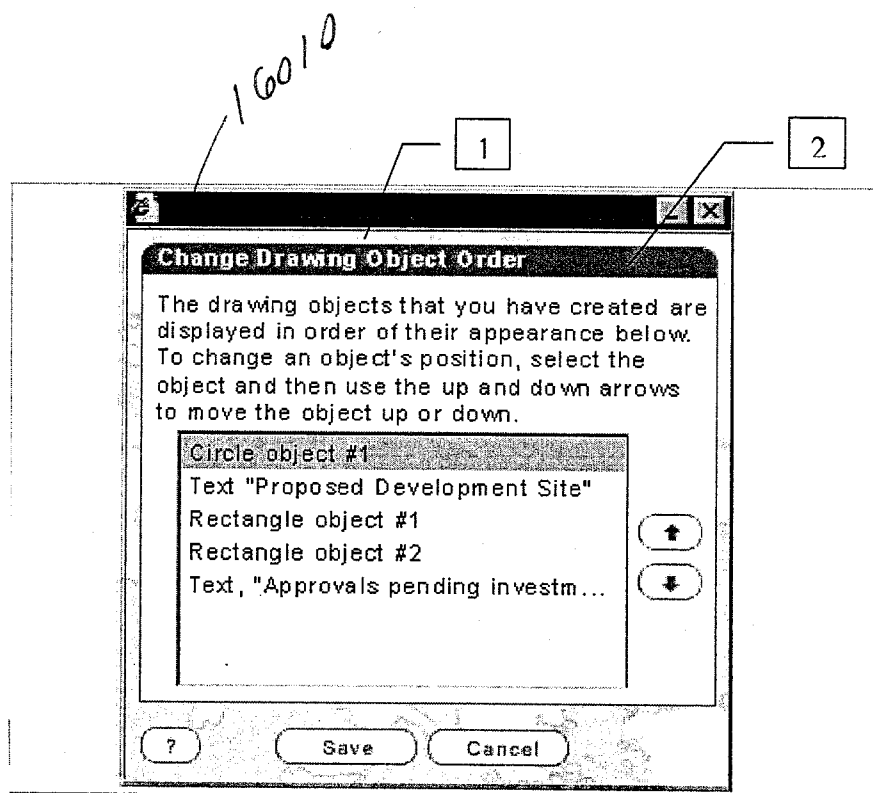 16010
1
2
Change Drawing Object Order
The drawing objects that you have created are
displayed in order of their appearance below.
To change an object's position, select the
object and then use the up and down arrows
to move the object up or down.
Circle object #1
Text "Proposed Development Site"
Rectangle object #1
Rectangle object #2
Text, "Approvals pending investm...
?
Save
Cancel